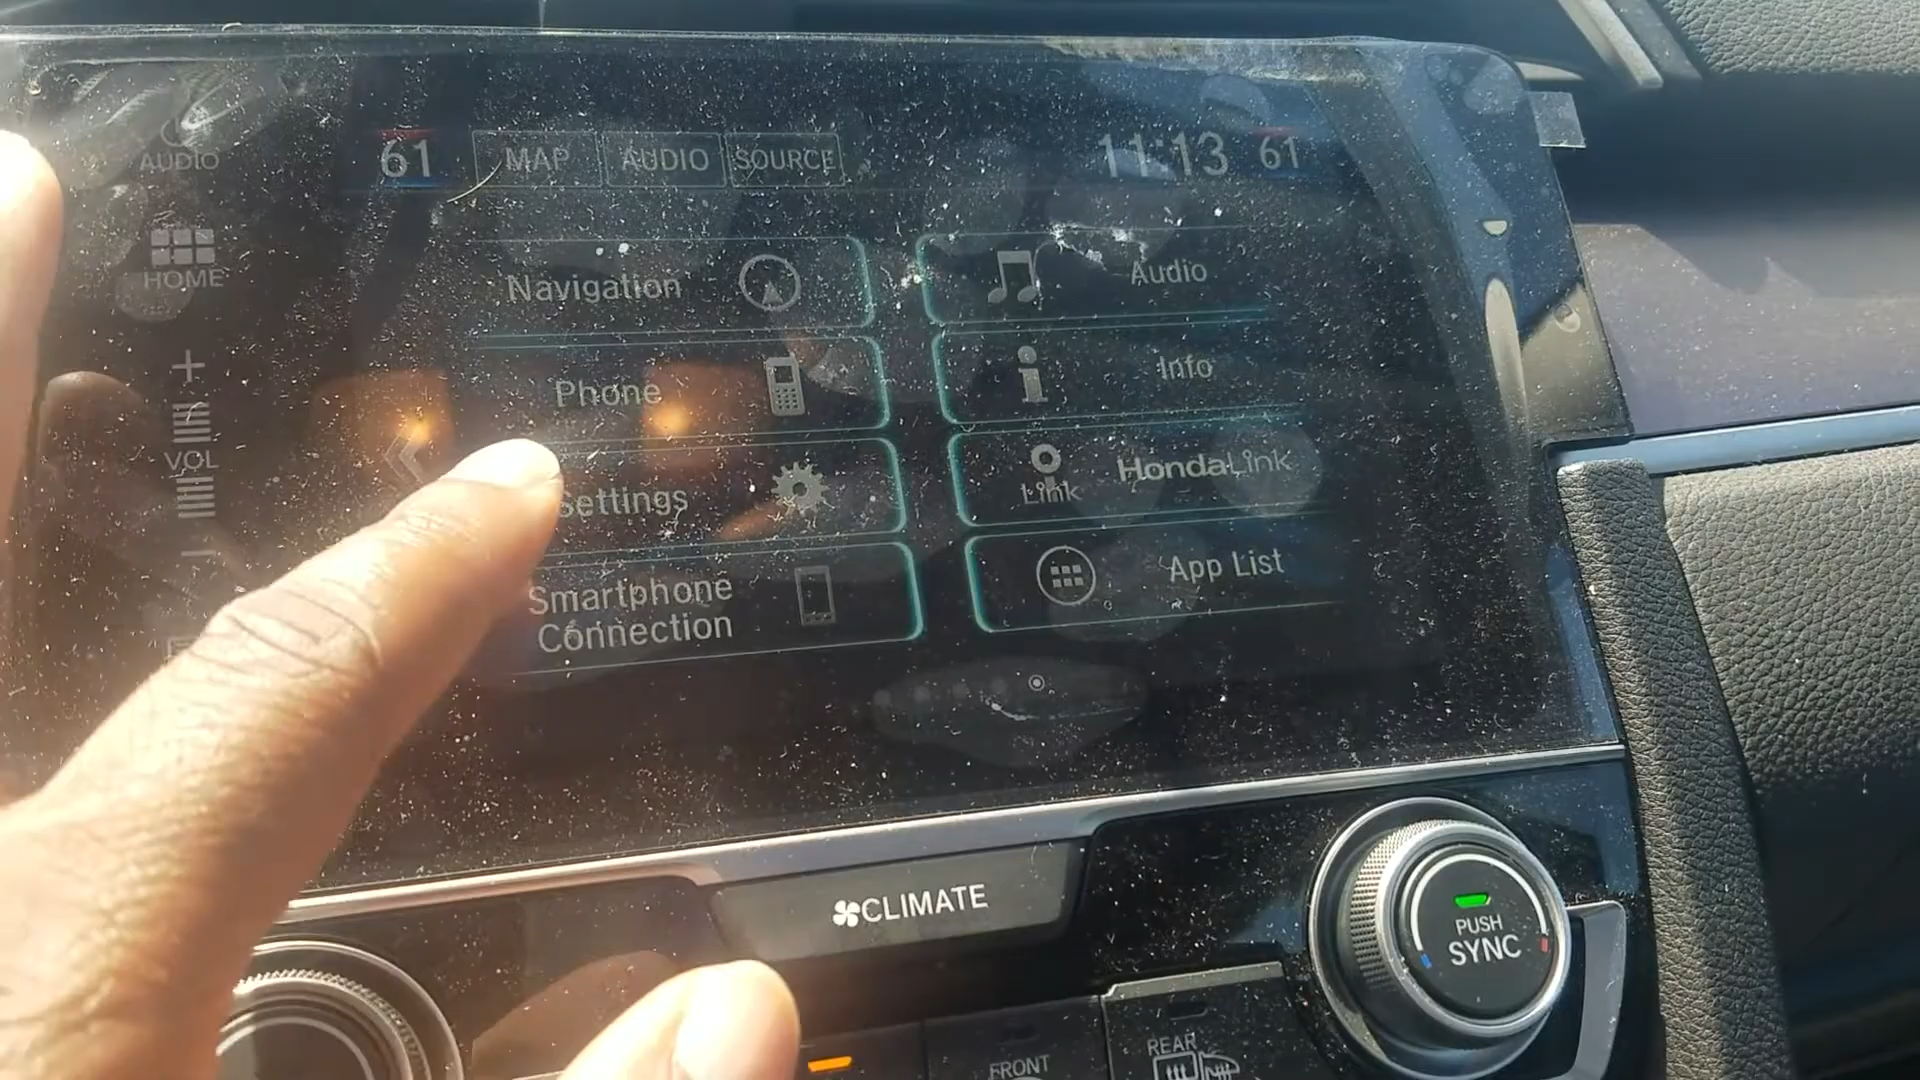 AUDIO
61
MAP
AUDIO
SOURCE
11:13
61
HOME
Navigation
Audio
+
Phone
Info
VOL
Settings
Link
HondaLink
-
Smartphone
Connection
App List
CLIMATE
PUSH
SYNC
FRONT
REAR